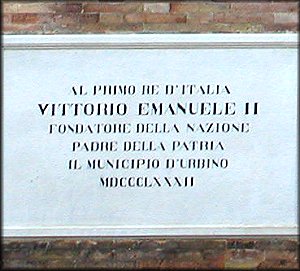 AL PRIMO RE D'ITALIA
VITTORIO EMANUELE II
FONDATORE DELLA NAZIONE
PADRE DELLA PATRIA
IL MUNICIPIO D'URBINO
MDCCCLXXXII